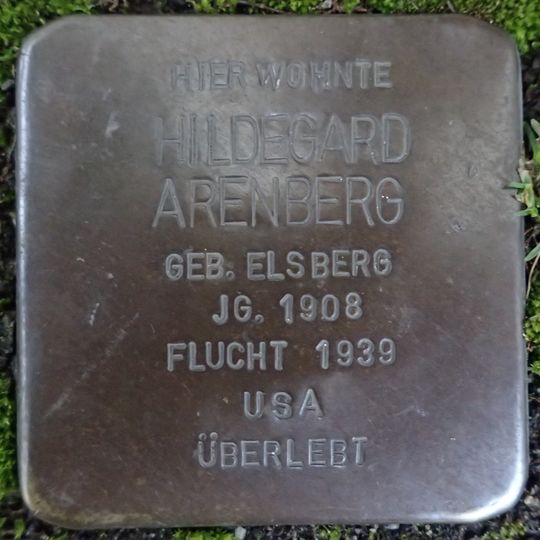 HIER WOHNTE
HILDEGARD
ARENBERG
GEB. ELSBERG
JG. 1908
FLUCHT 1939
USA
ÜBERLEBT